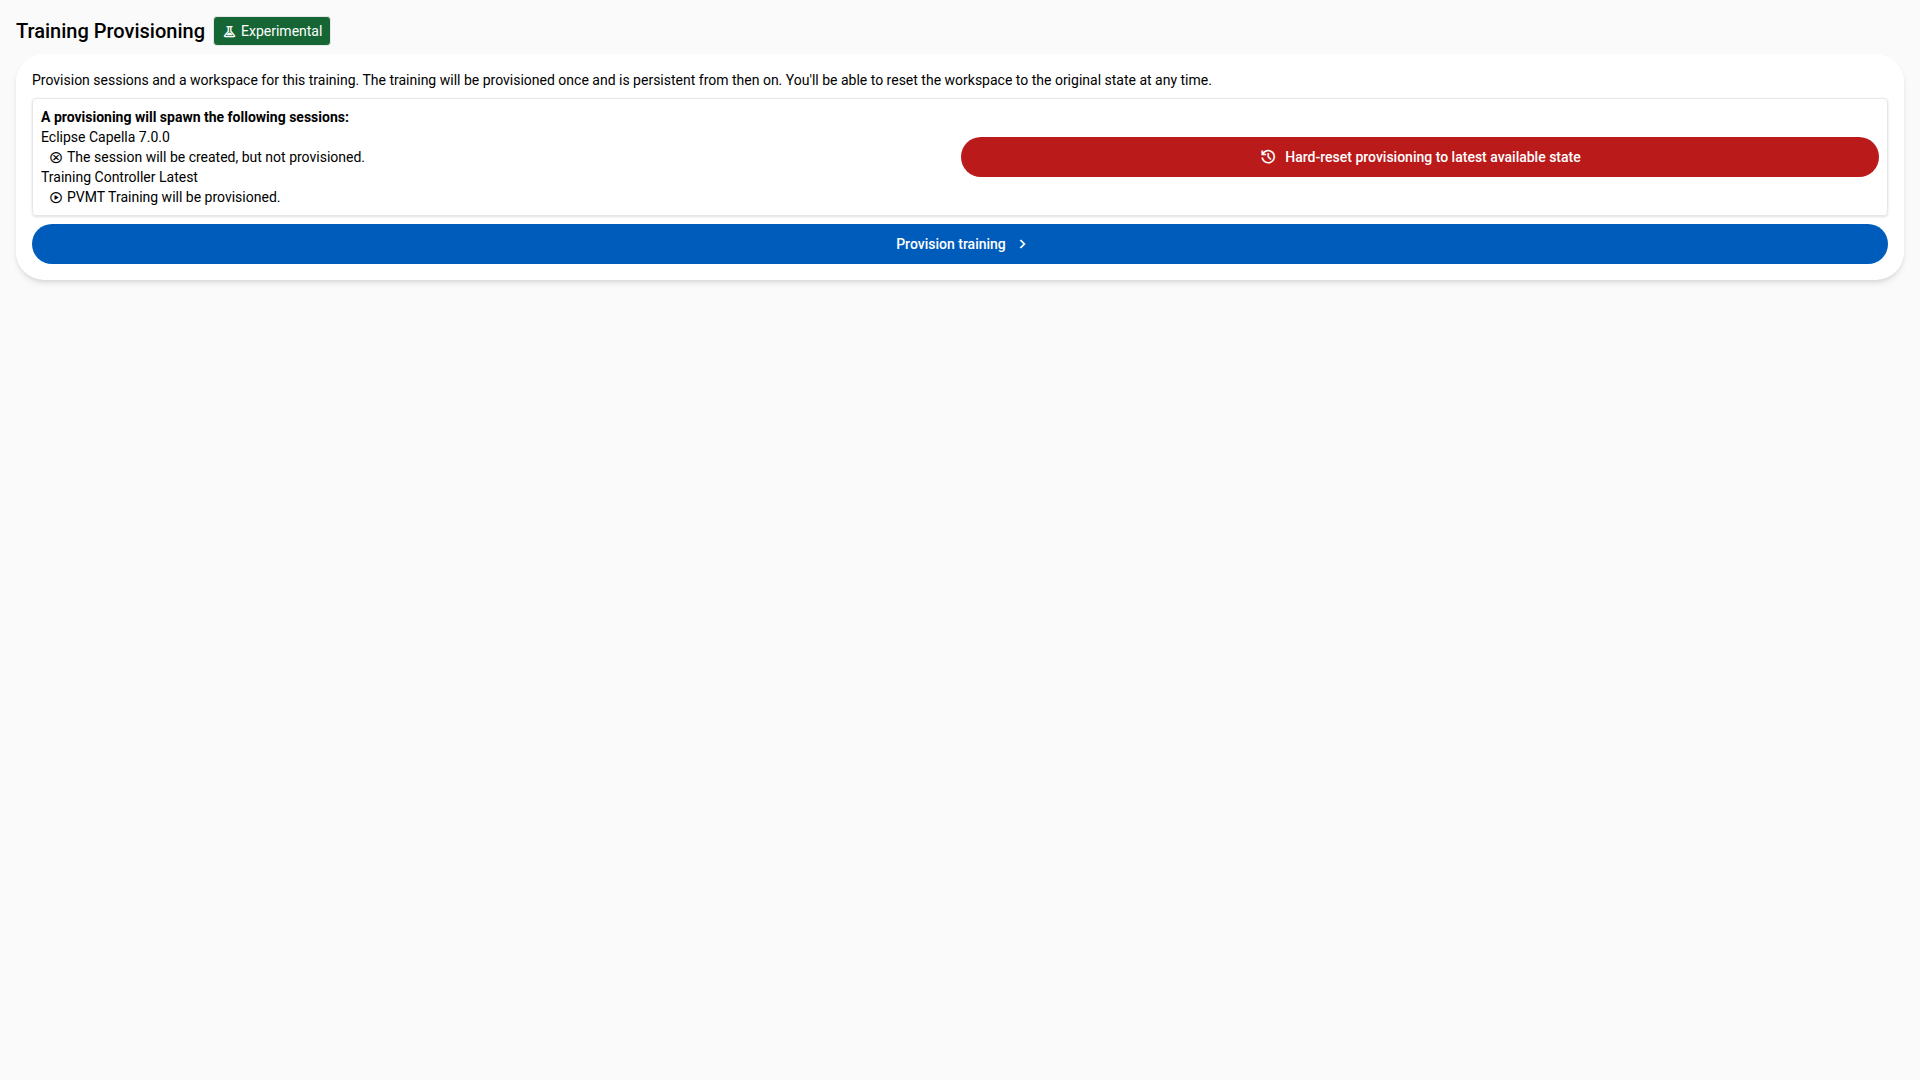 Training Provisioning
Experimental
Provision sessions and a workspace for this training. The training will be provisioned once and is persistent from then on. You'll be able to reset the workspace to the original state at any time.
A provisioning will spawn the following sessions:
Eclipse Capella 7.0.0
The session will be created, but not provisioned.
Training Controller Latest
PVMT Training will be provisioned.
Hard-reset provisioning to latest available state
Provision training